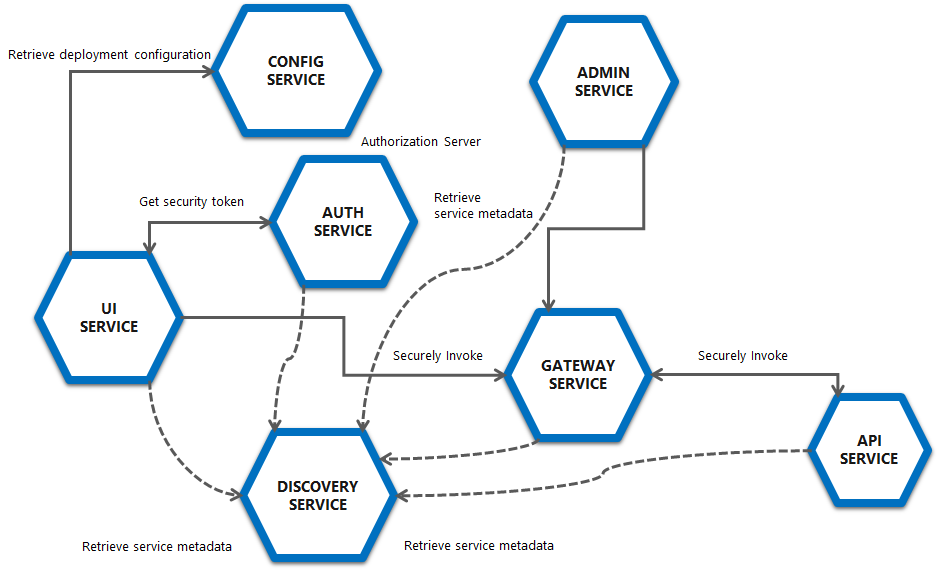 Retrieve deployment configuration
CONFIG
SERVICE
ADMIN
SERVICE
Authorization Server
Get security token
AUTH
SERVICE
Retrieve
service metadata
UI
SERVICE
Securely Invoke
GATEWAY
SERVICE
Securely Invoke
API
SERVICE
DISCOVERY
SERVICE
Retrieve service metadata
Retrieve service metadata